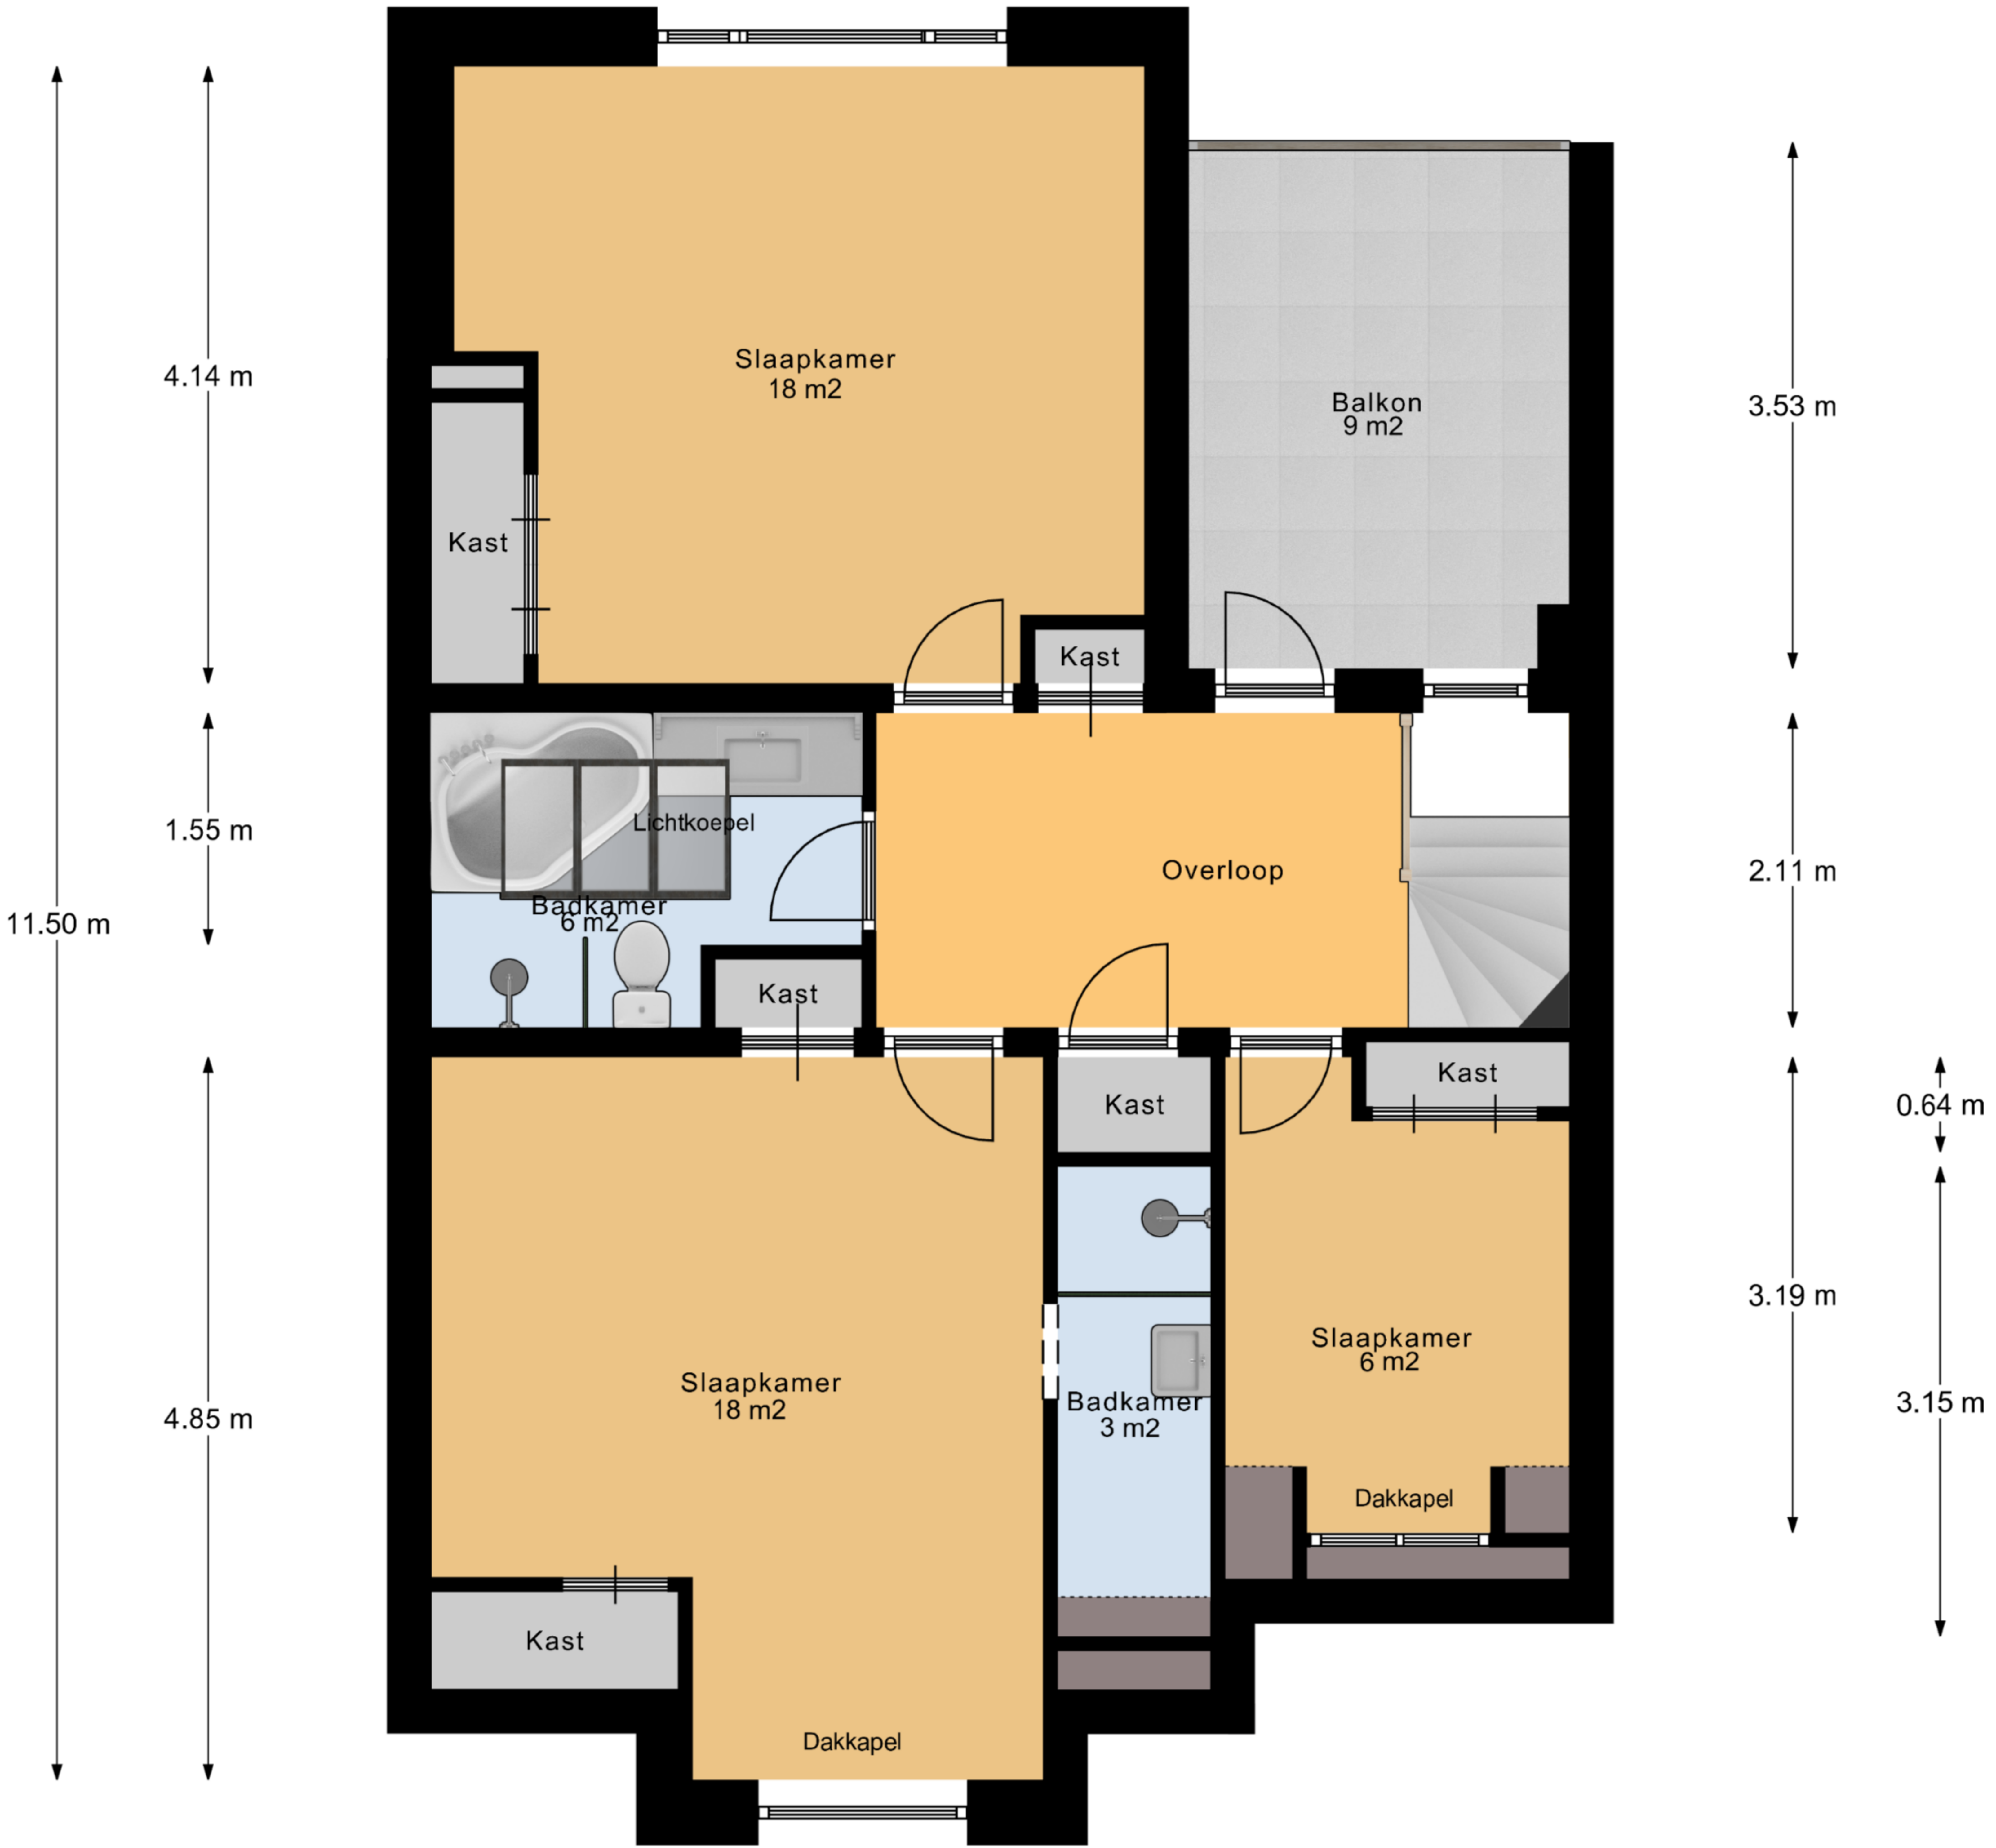 Slaapkamer
18 m2
4.14 m
Balkon
9 m2
3.53 m
Kast
Kast
Lichtkoepel
1.55 m
Overloop
2.11 m
Badkamer
6 m2
11.50 m
Kast
Kast
Kast
0.64 m
3.19 m
Slaapkamer
6 m2
Slaapkamer
18 m2
Badkamer
3 m2
3.15 m
4.85 m
Dakkapel
Kast
Dakkapel